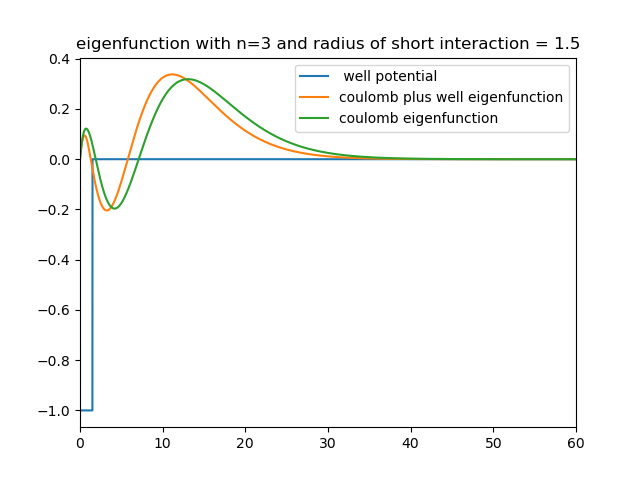 eigenfunction with n=3 and radius of short interaction = 1.5
0.4
0.2
0.0
−0.2
−0.4
−0.6
−0.8
−1.0
well potential
coulomb plus well eigenfunction
coulomb eigenfunction
0 10 20 30 40 50 60